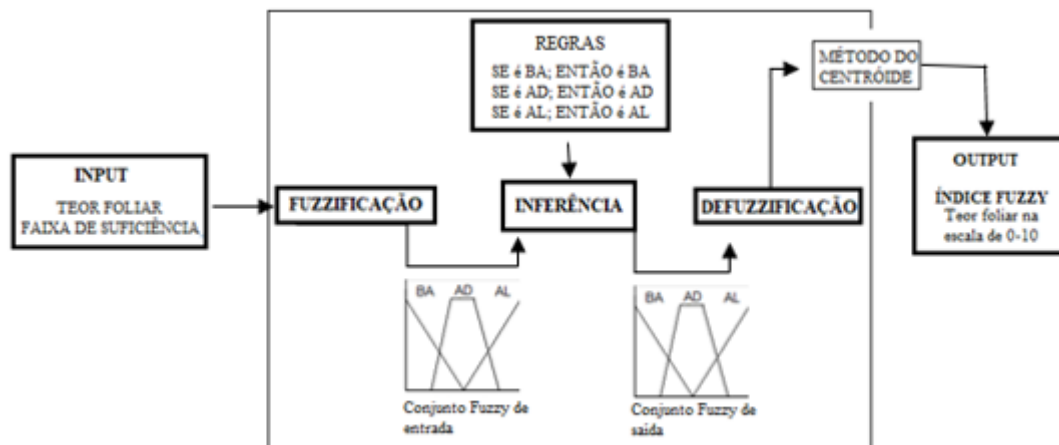 REGRAS
SE é BA; ENTÃO é BA
SE é AD; ENTÃO é AD
SE é AL; ENTÃO é AL
MÉTODO DO
CENTRÓIDE
INPUT
TEOR FOLIAR
FAIXA DE SUFICIÊNCIA
FUZZIFICAÇÃO
INFERÊNCIA
DEFUZZIFICAÇÃO
OUTPUT
ÍNDICE FUZZY
Teor foliar na
escala de 0-10
BA AD AL
Conjunto Fuzzy de
entrada
BA AD AL
Conjunto Fuzzy de
saida